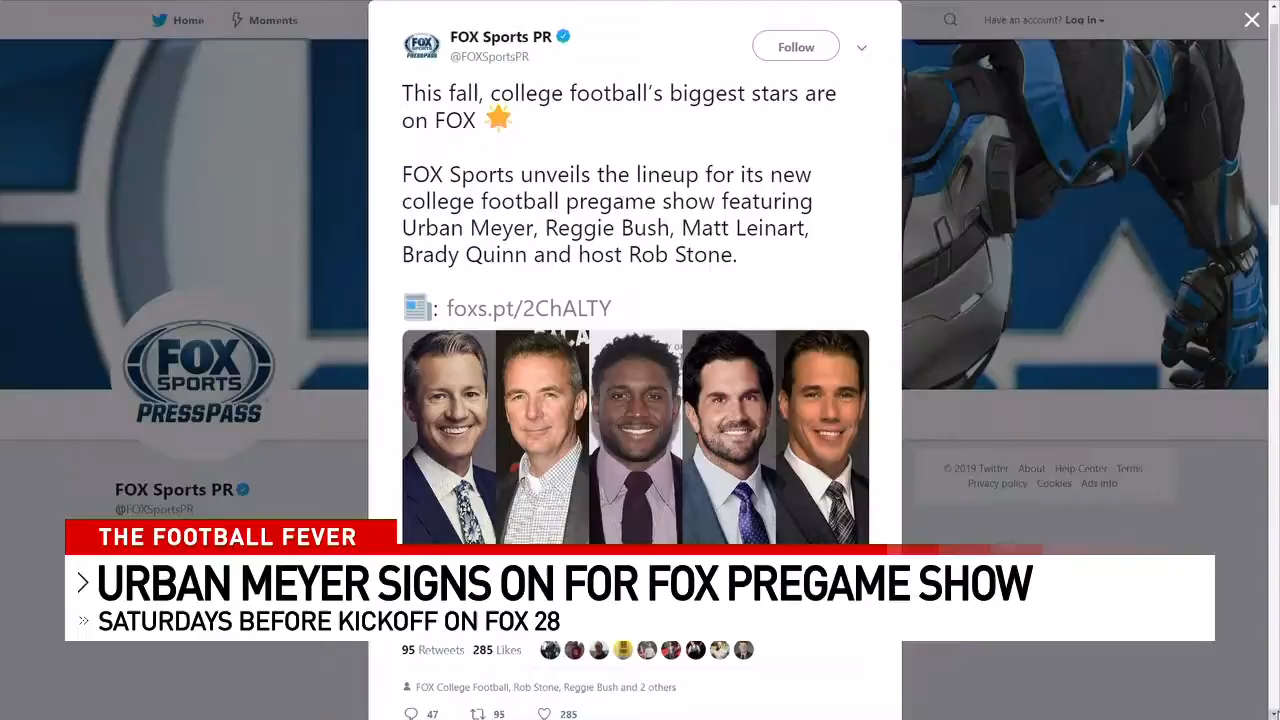 Home
Moments
Have an account? Log in
FOX Sports PR
@FOXSportsPR
Follow
This fall, college football's biggest stars are
on FOX
FOX Sports unveils the lineup for its new
college football pregame show featuring
Urban Meyer, Reggie Bush, Matt Leinart,
Brady Quinn and host Rob Stone.
: foxs.pt/2ChALTY
FOX
SPORTS
PRESSPASS
FOX
SPORTS
PRESSPASS
FOX Sports PR
@FOXSportsPR
© 2019 Twitter About Help Center Terms
Privacy policy Cookies Ads info
THE FOOTBALL FEVER
URBAN MEYER SIGNS ON FOR FOX PREGAME SHOW
SATURDAYS BEFORE KICKOFF ON FOX 28
95 Retweets 285 Likes
FOX College Football, Rob Stone, Reggie Bush and 2 others
47 95 285